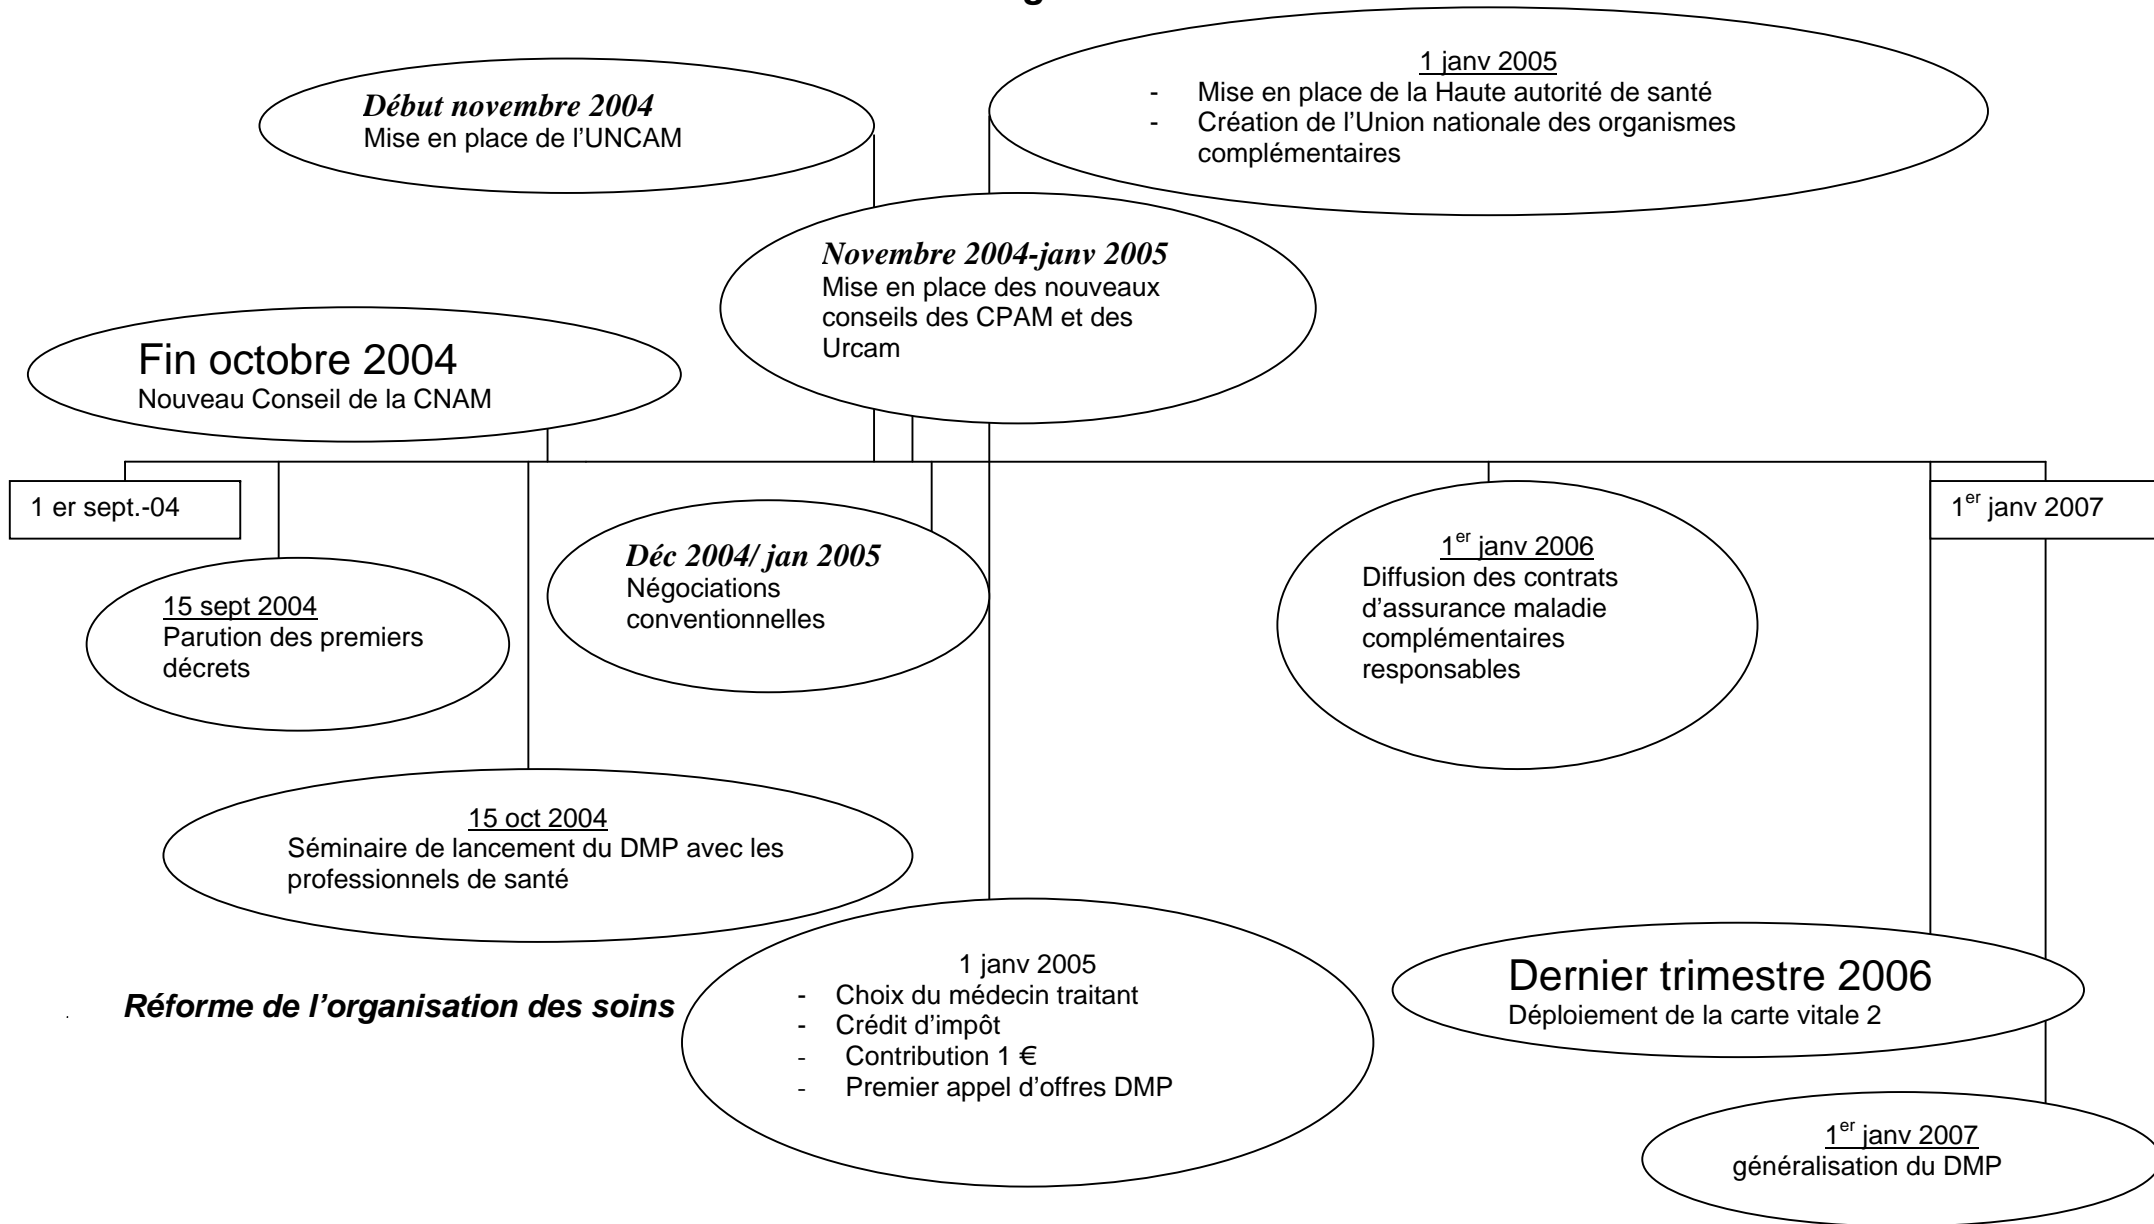 Début novembre 2004
Mise en place de l'UNCAM
1 janv 2005
- Mise en place de la Haute autorité de santé
- Création de l'Union nationale des organismes
complémentaires
Novembre 2004-janv 2005
Mise en place des nouveaux
conseils des CPAM et des
Urcam
Fin octobre 2004
Nouveau Conseil de la CNAM
1 er sept.-04
1er janv 2007
15 sept 2004
Parution des premiers
décrets
Déc 2004/ jan 2005
Négociations
conventionnelles
1er janv 2006
Diffusion des contrats
d'assurance maladie
complémentaires
responsables
15 oct 2004
Séminaire de lancement du DMP avec les
professionnels de santé
Réforme de l'organisation des soins
1 janv 2005
- Choix du médecin traitant
- Crédit d'impôt
- Contribution 1 €
- Premier appel d'offres DMP
Dernier trimestre 2006
Déploiement de la carte vitale 2
1er janv 2007
généralisation du DMP